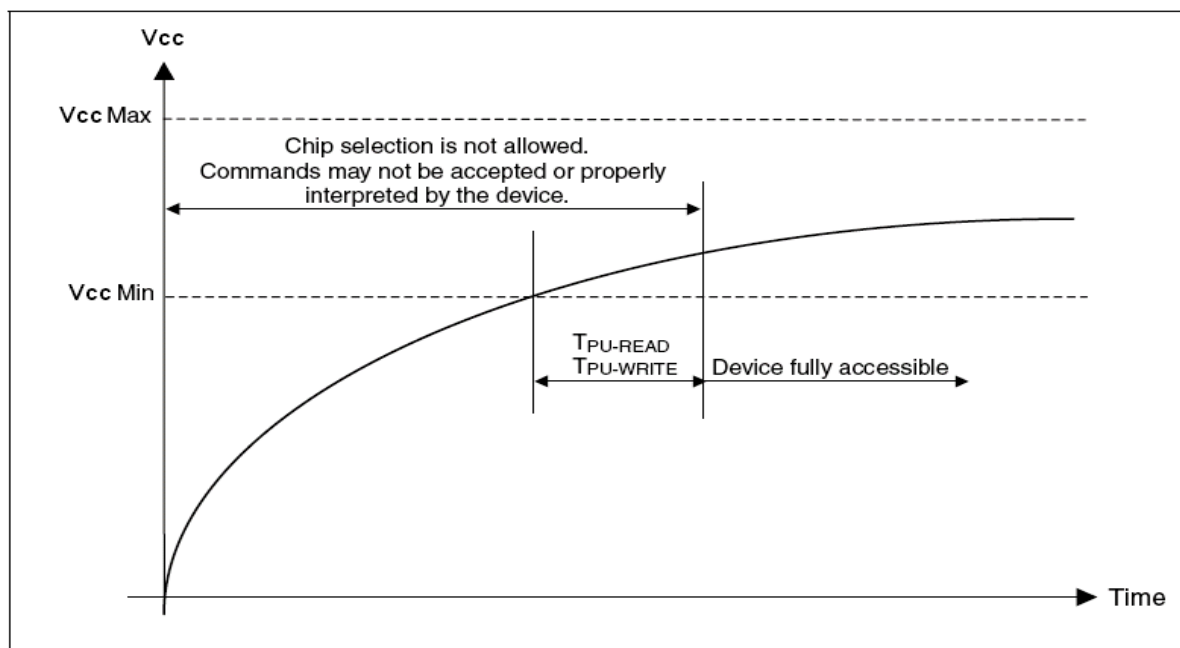 Vcc
Vcc Max
Chip selection is not allowed.
Commands may not be accepted or properly
interpreted by the device.
Vcc Min
TPU-READ
TPU-WRITE
Device fully accessible
Time